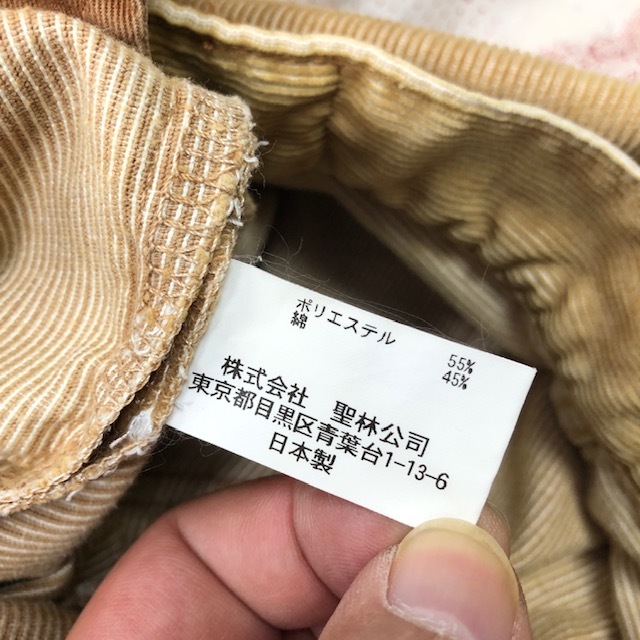 ポリエステル 55%
綿 45%
株式会社 聖林公司
東京都目黒区青葉台1-13-6
日本製